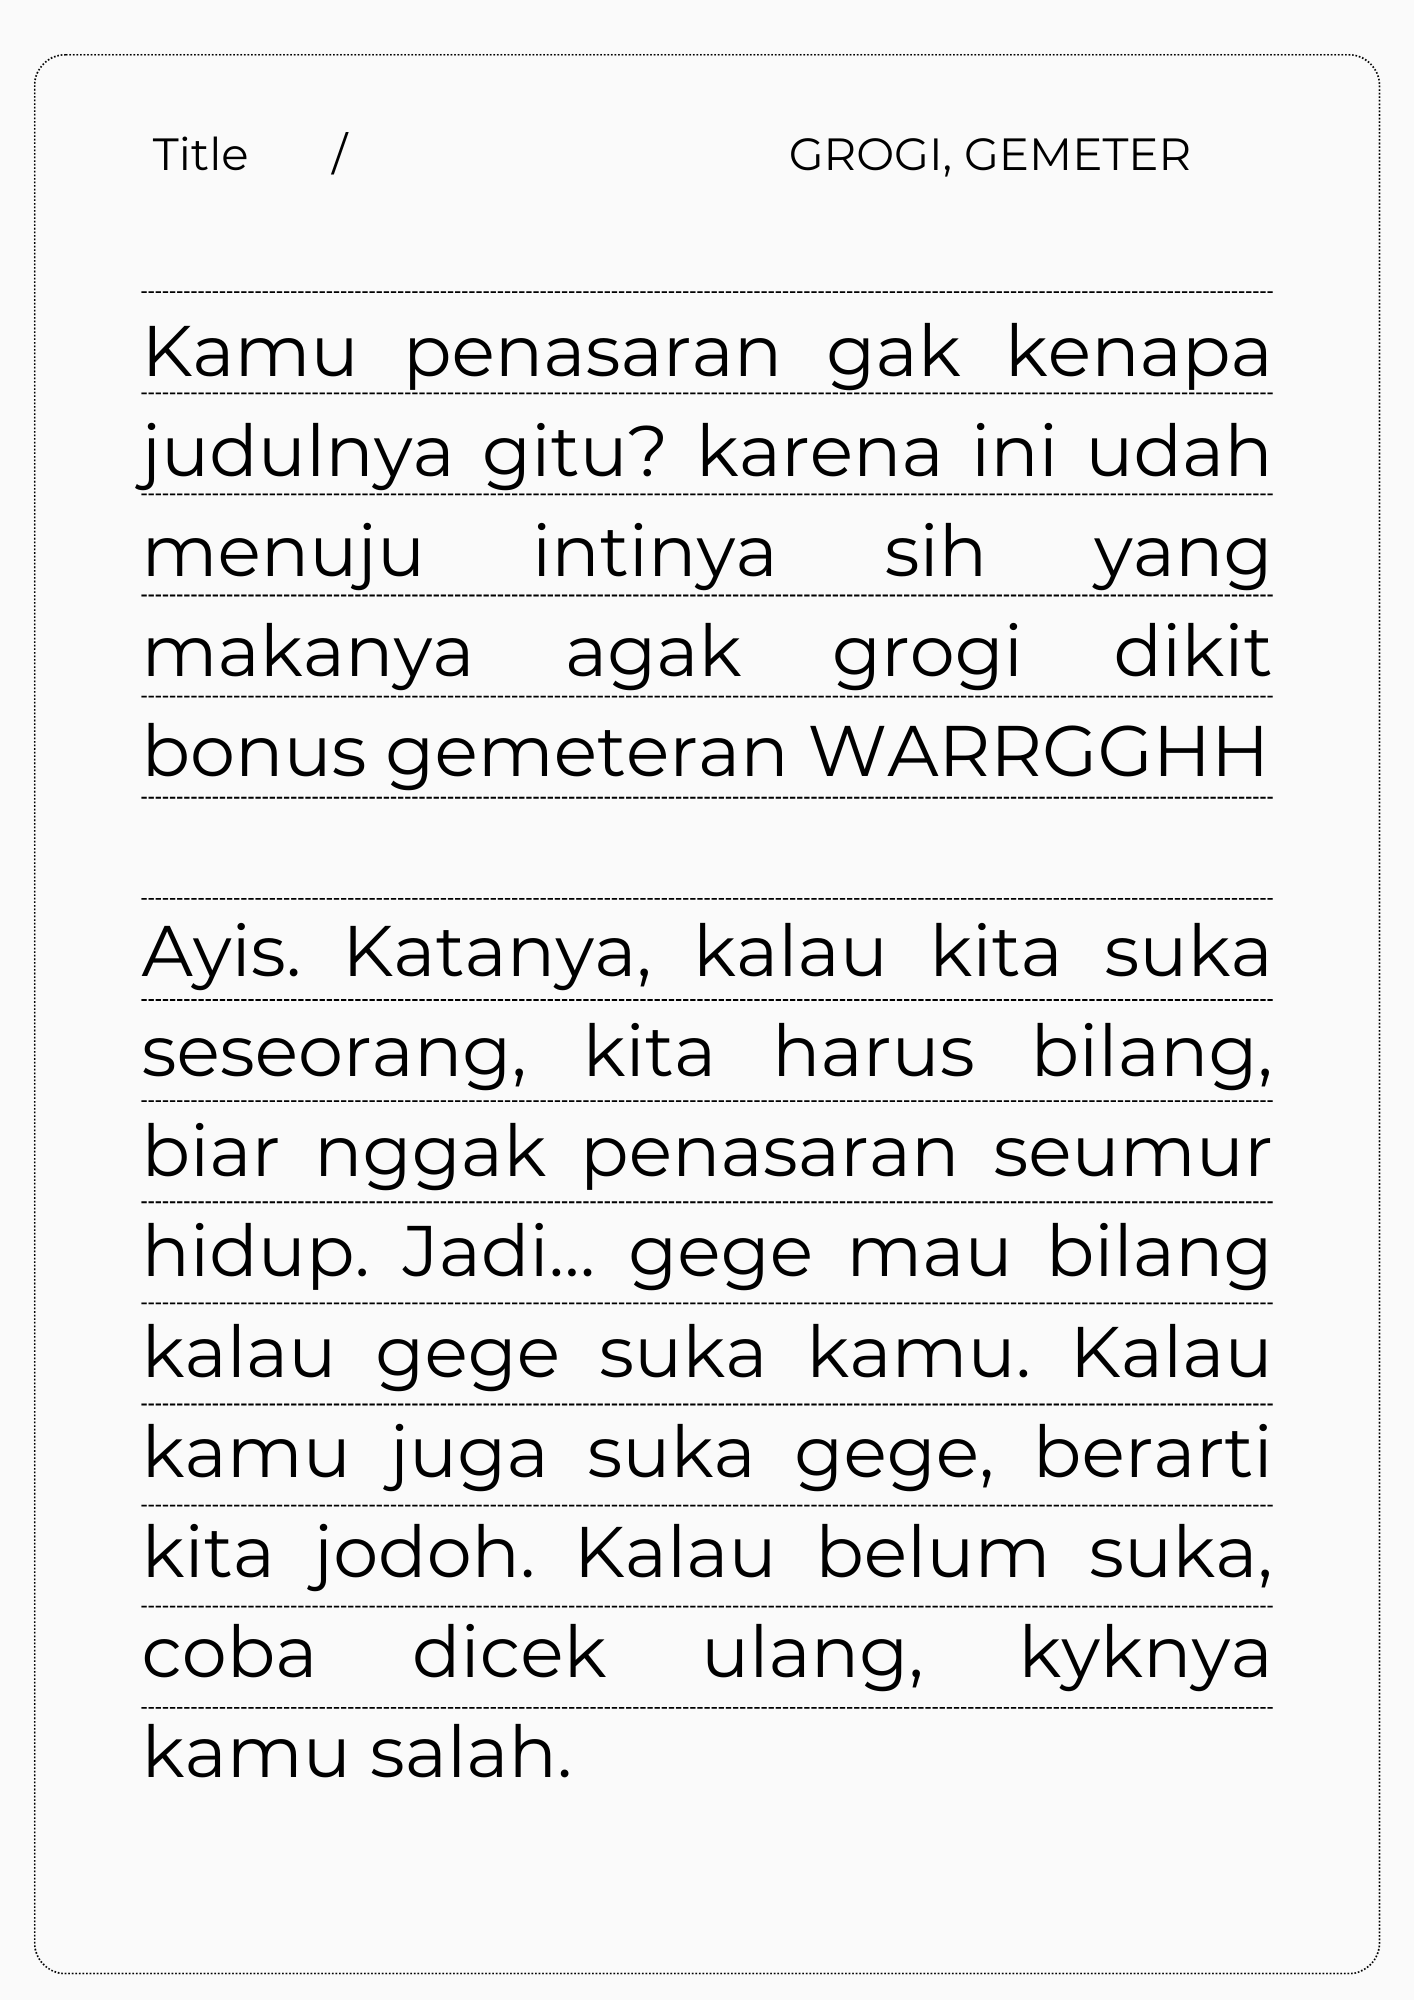 Title / GROGI, GEMETER
Kamu penasaran gak kenapa
judulnya gitu? karena ini udah
menuju intinya sih yang
makanya agak grogi dikit
bonus gemeteran WARRGGHH
Ayis. Katanya, kalau kita suka
seseorang, kita harus bilang,
biar nggak penasaran seumur
hidup. Jadi... gege mau bilang
kalau gege suka kamu. Kalau
kamu juga suka gege, berarti
kita jodoh. Kalau belum suka,
coba dicek ulang, kyknya
kamu salah.